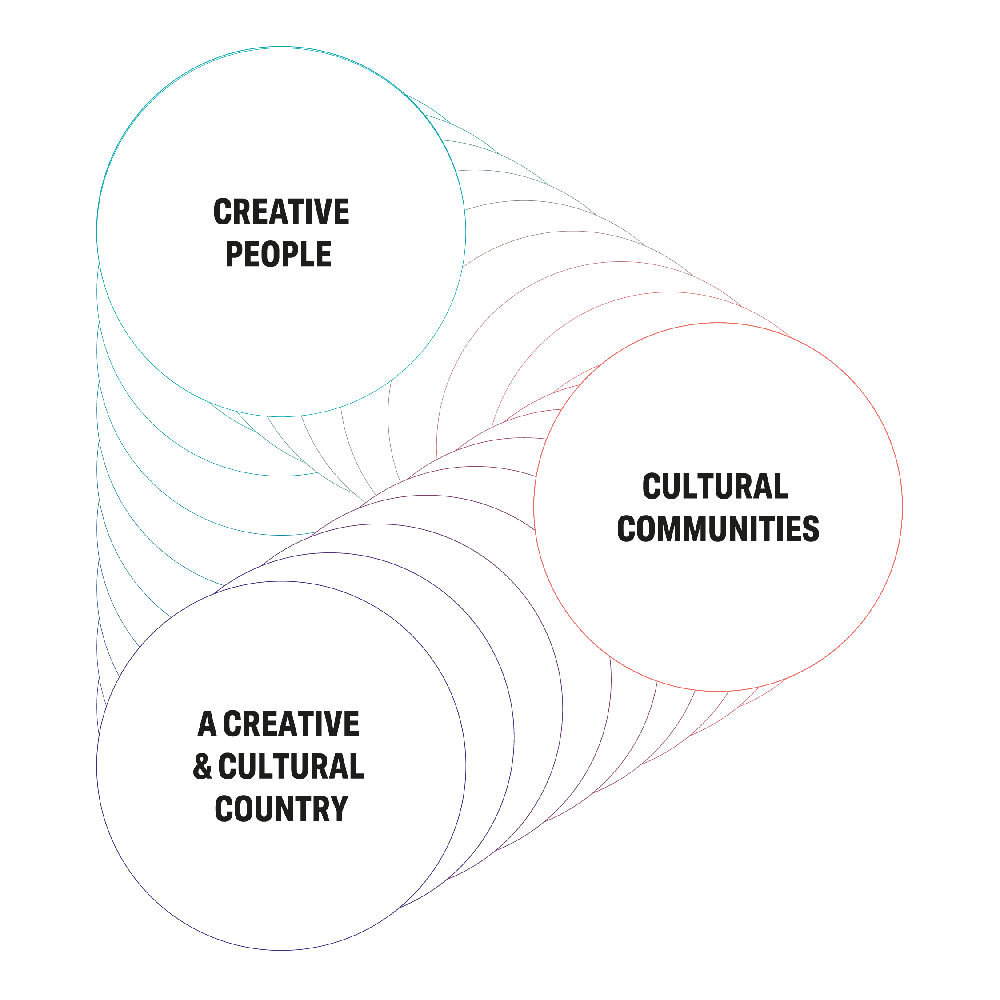 CREATIVE
PEOPLE
CULTURAL
COMMUNITIES
A CREATIVE
& CULTURAL
COUNTRY